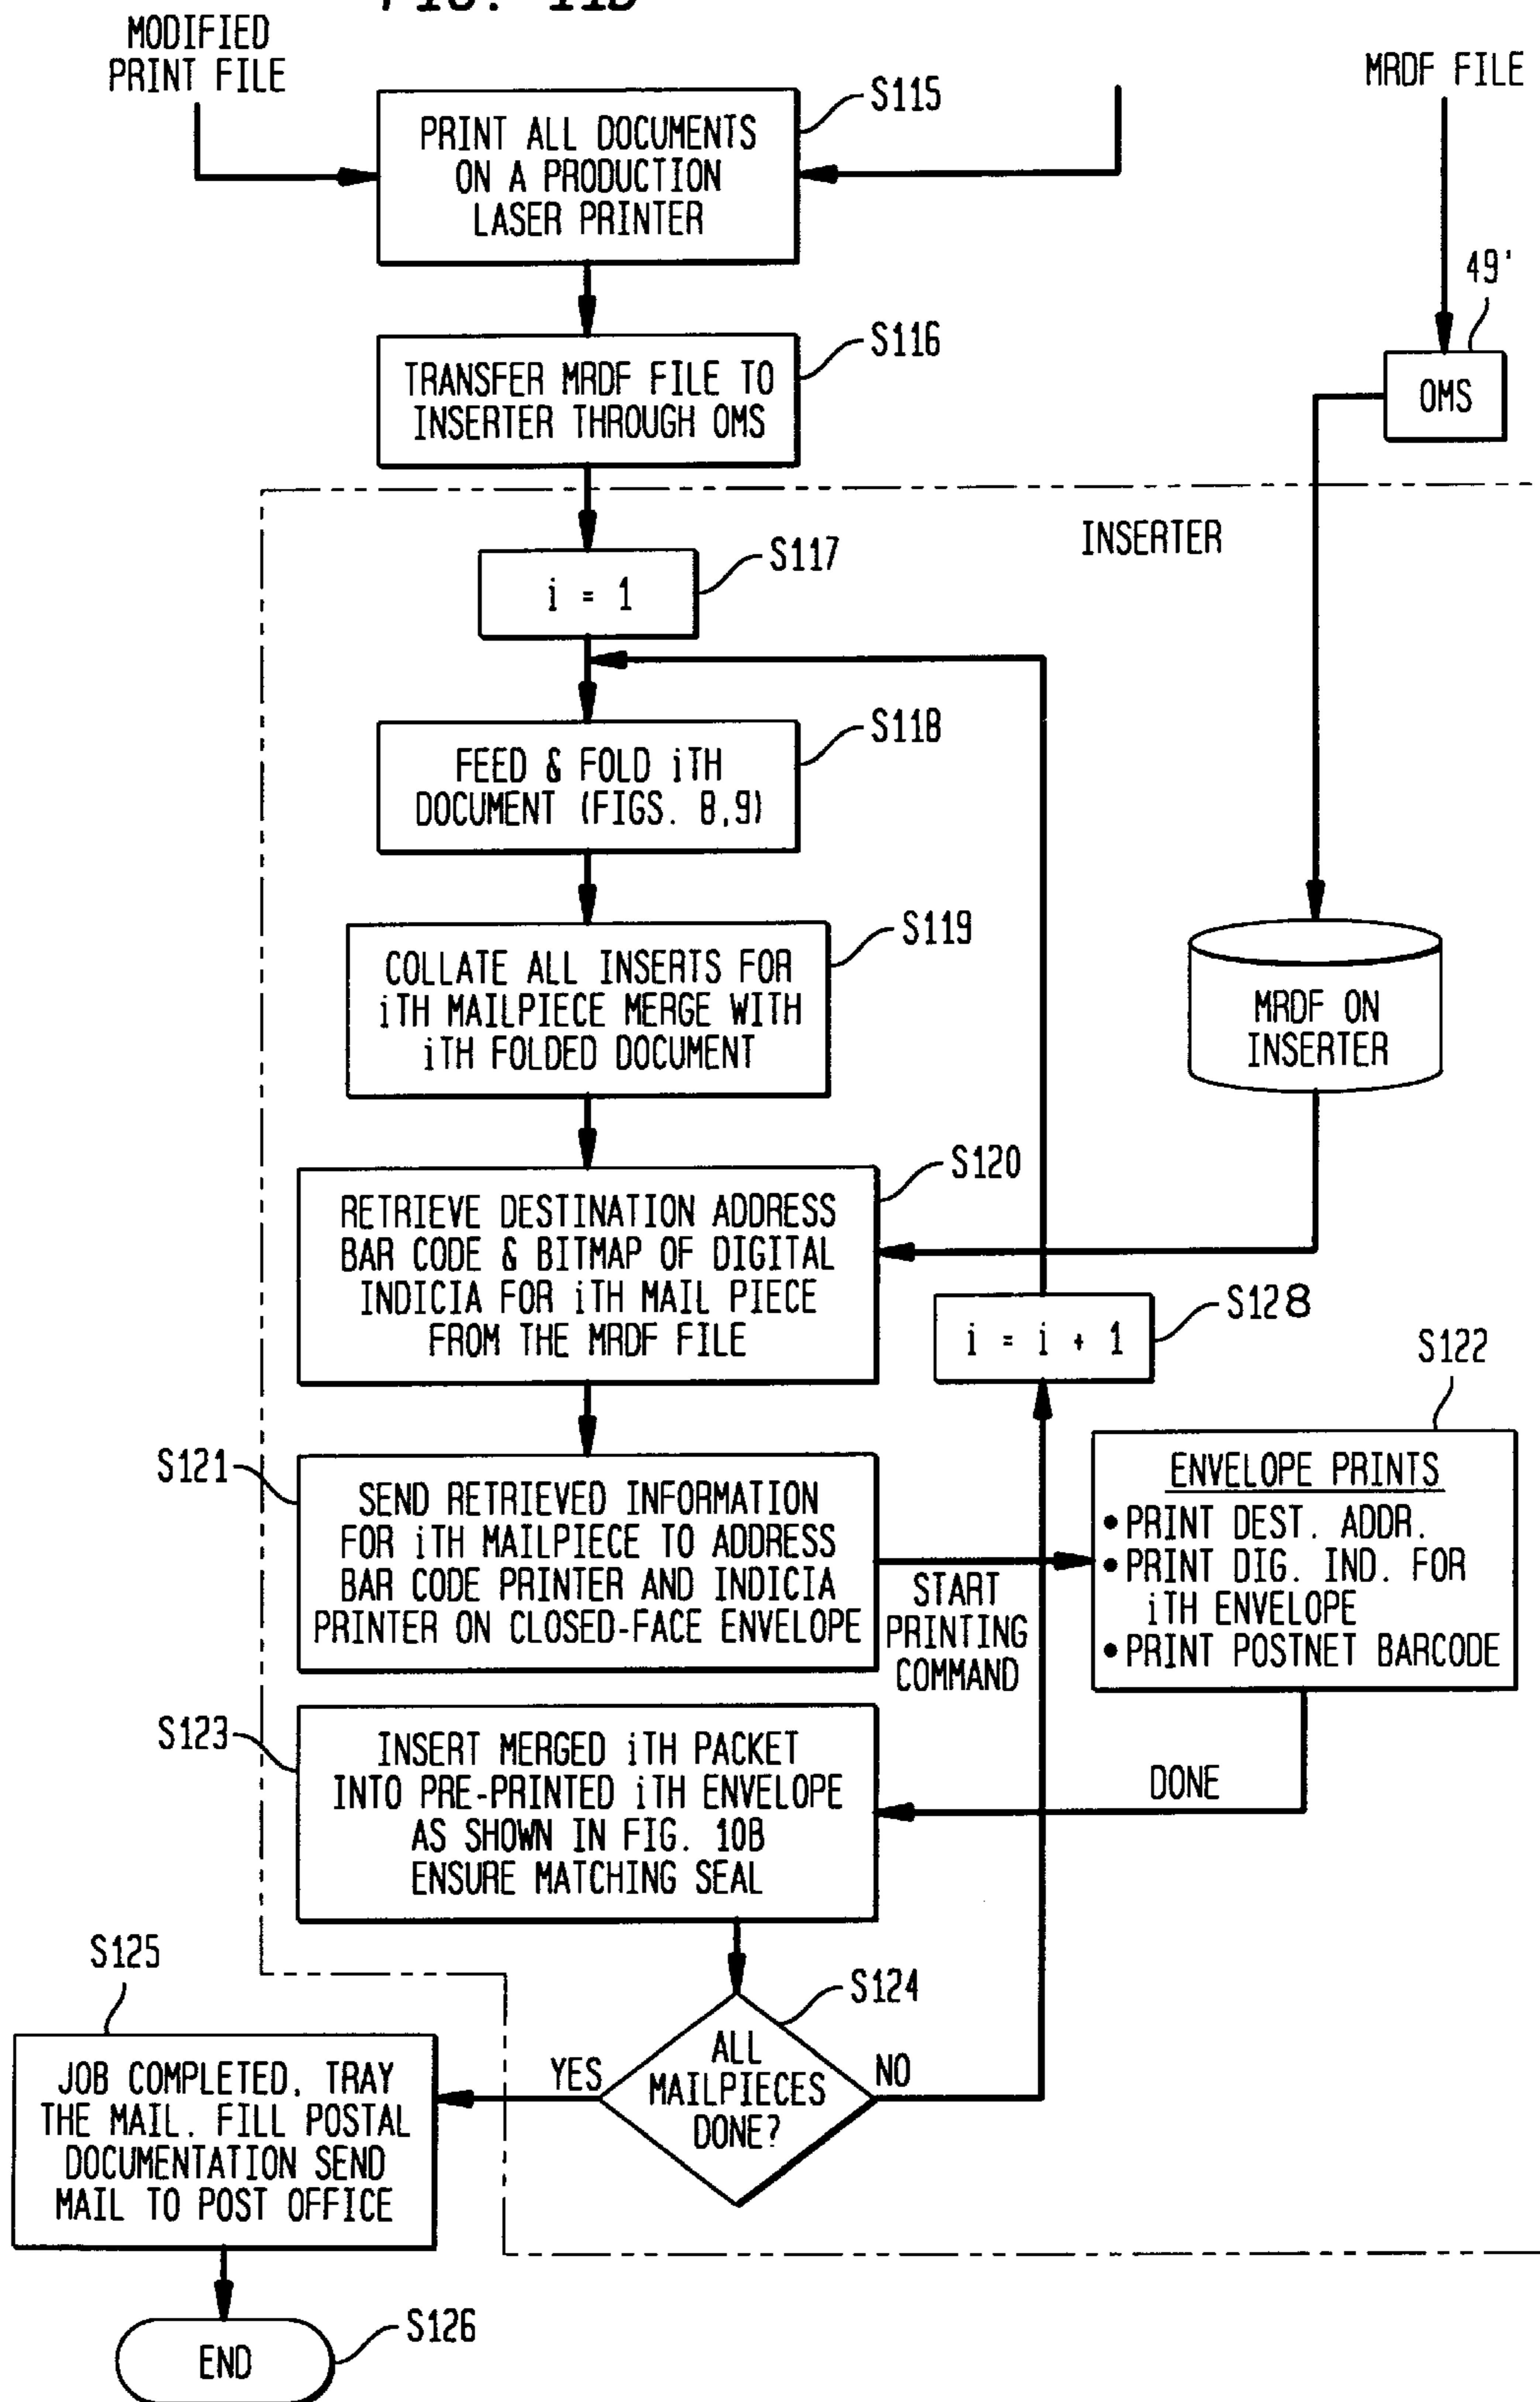 MODIFIED
PRINT FILE
MRDF FILE
S115
PRINT ALL DOCUMENTS
ON A PRODUCTION
LASER PRINTER
49'
OMS
S116
TRANSFER MRDF FILE TO
INSERTER THROUGH OMS
INSERTER
S117
i = 1
S118
FEED & FOLD iTH
DOCUMENT (FIGS. 8,9)
S119
COLLATE ALL INSERTS FOR
iTH MAILPIECE MERGE WITH
iTH FOLDED DOCUMENT
MRDF ON
INSERTER
S120
RETRIEVE DESTINATION ADDRESS
BAR CODE & BITMAP OF DIGITAL
INDICIA FOR iTH MAIL PIECE
FROM THE MRDF FILE
S128
i = i + 1
S122
ENVELOPE PRINTS
• PRINT DEST. ADDR.
• PRINT DIG. IND. FOR
iTH ENVELOPE
• PRINT POSTNET BARCODE
S121
SEND RETRIEVED INFORMATION
FOR iTH MAILPIECE TO ADDRESS
BAR CODE PRINTER AND INDICIA
PRINTER ON CLOSED-FACE ENVELOPE
START
PRINTING
COMMAND
S123
INSERT MERGED iTH PACKET
INTO PRE-PRINTED iTH ENVELOPE
AS SHOWN IN FIG. 10B
ENSURE MATCHING SEAL
DONE
S124
ALL
MAILPIECES
DONE?
YES
NO
S125
JOB COMPLETED, TRAY
THE MAIL. FILL POSTAL
DOCUMENTATION SEND
MAIL TO POST OFFICE
END
S126